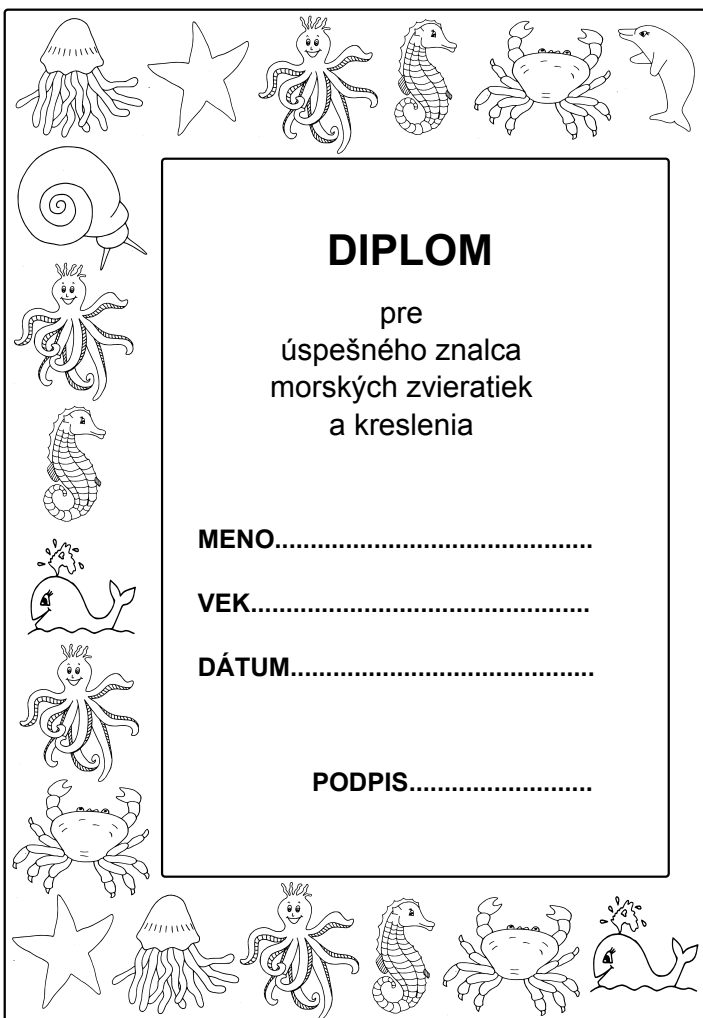 DIPLOM
pre
úspešného znalca
morských zvieratiek
a kreslenia
MENO.............................................
VEK................................................
DÁTUM...........................................
PODPIS..........................